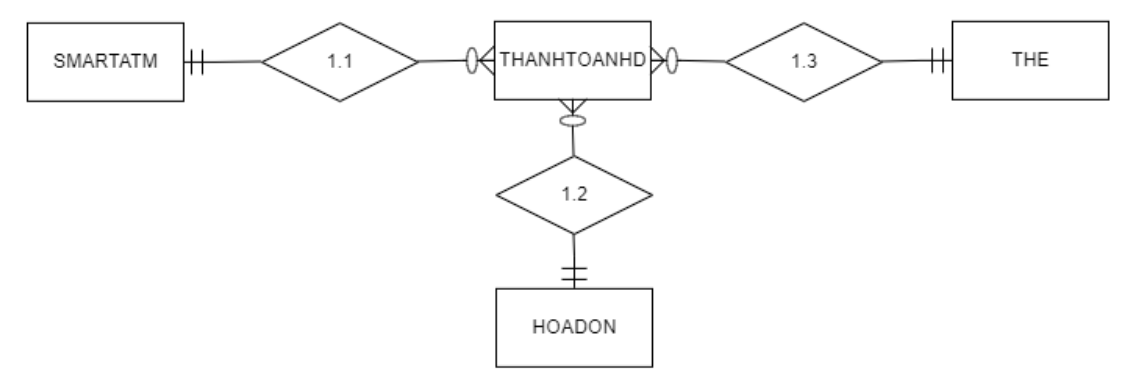 SMARTATM
1.1
THANHTOANHD
1.3
THE
1.2
HOADON